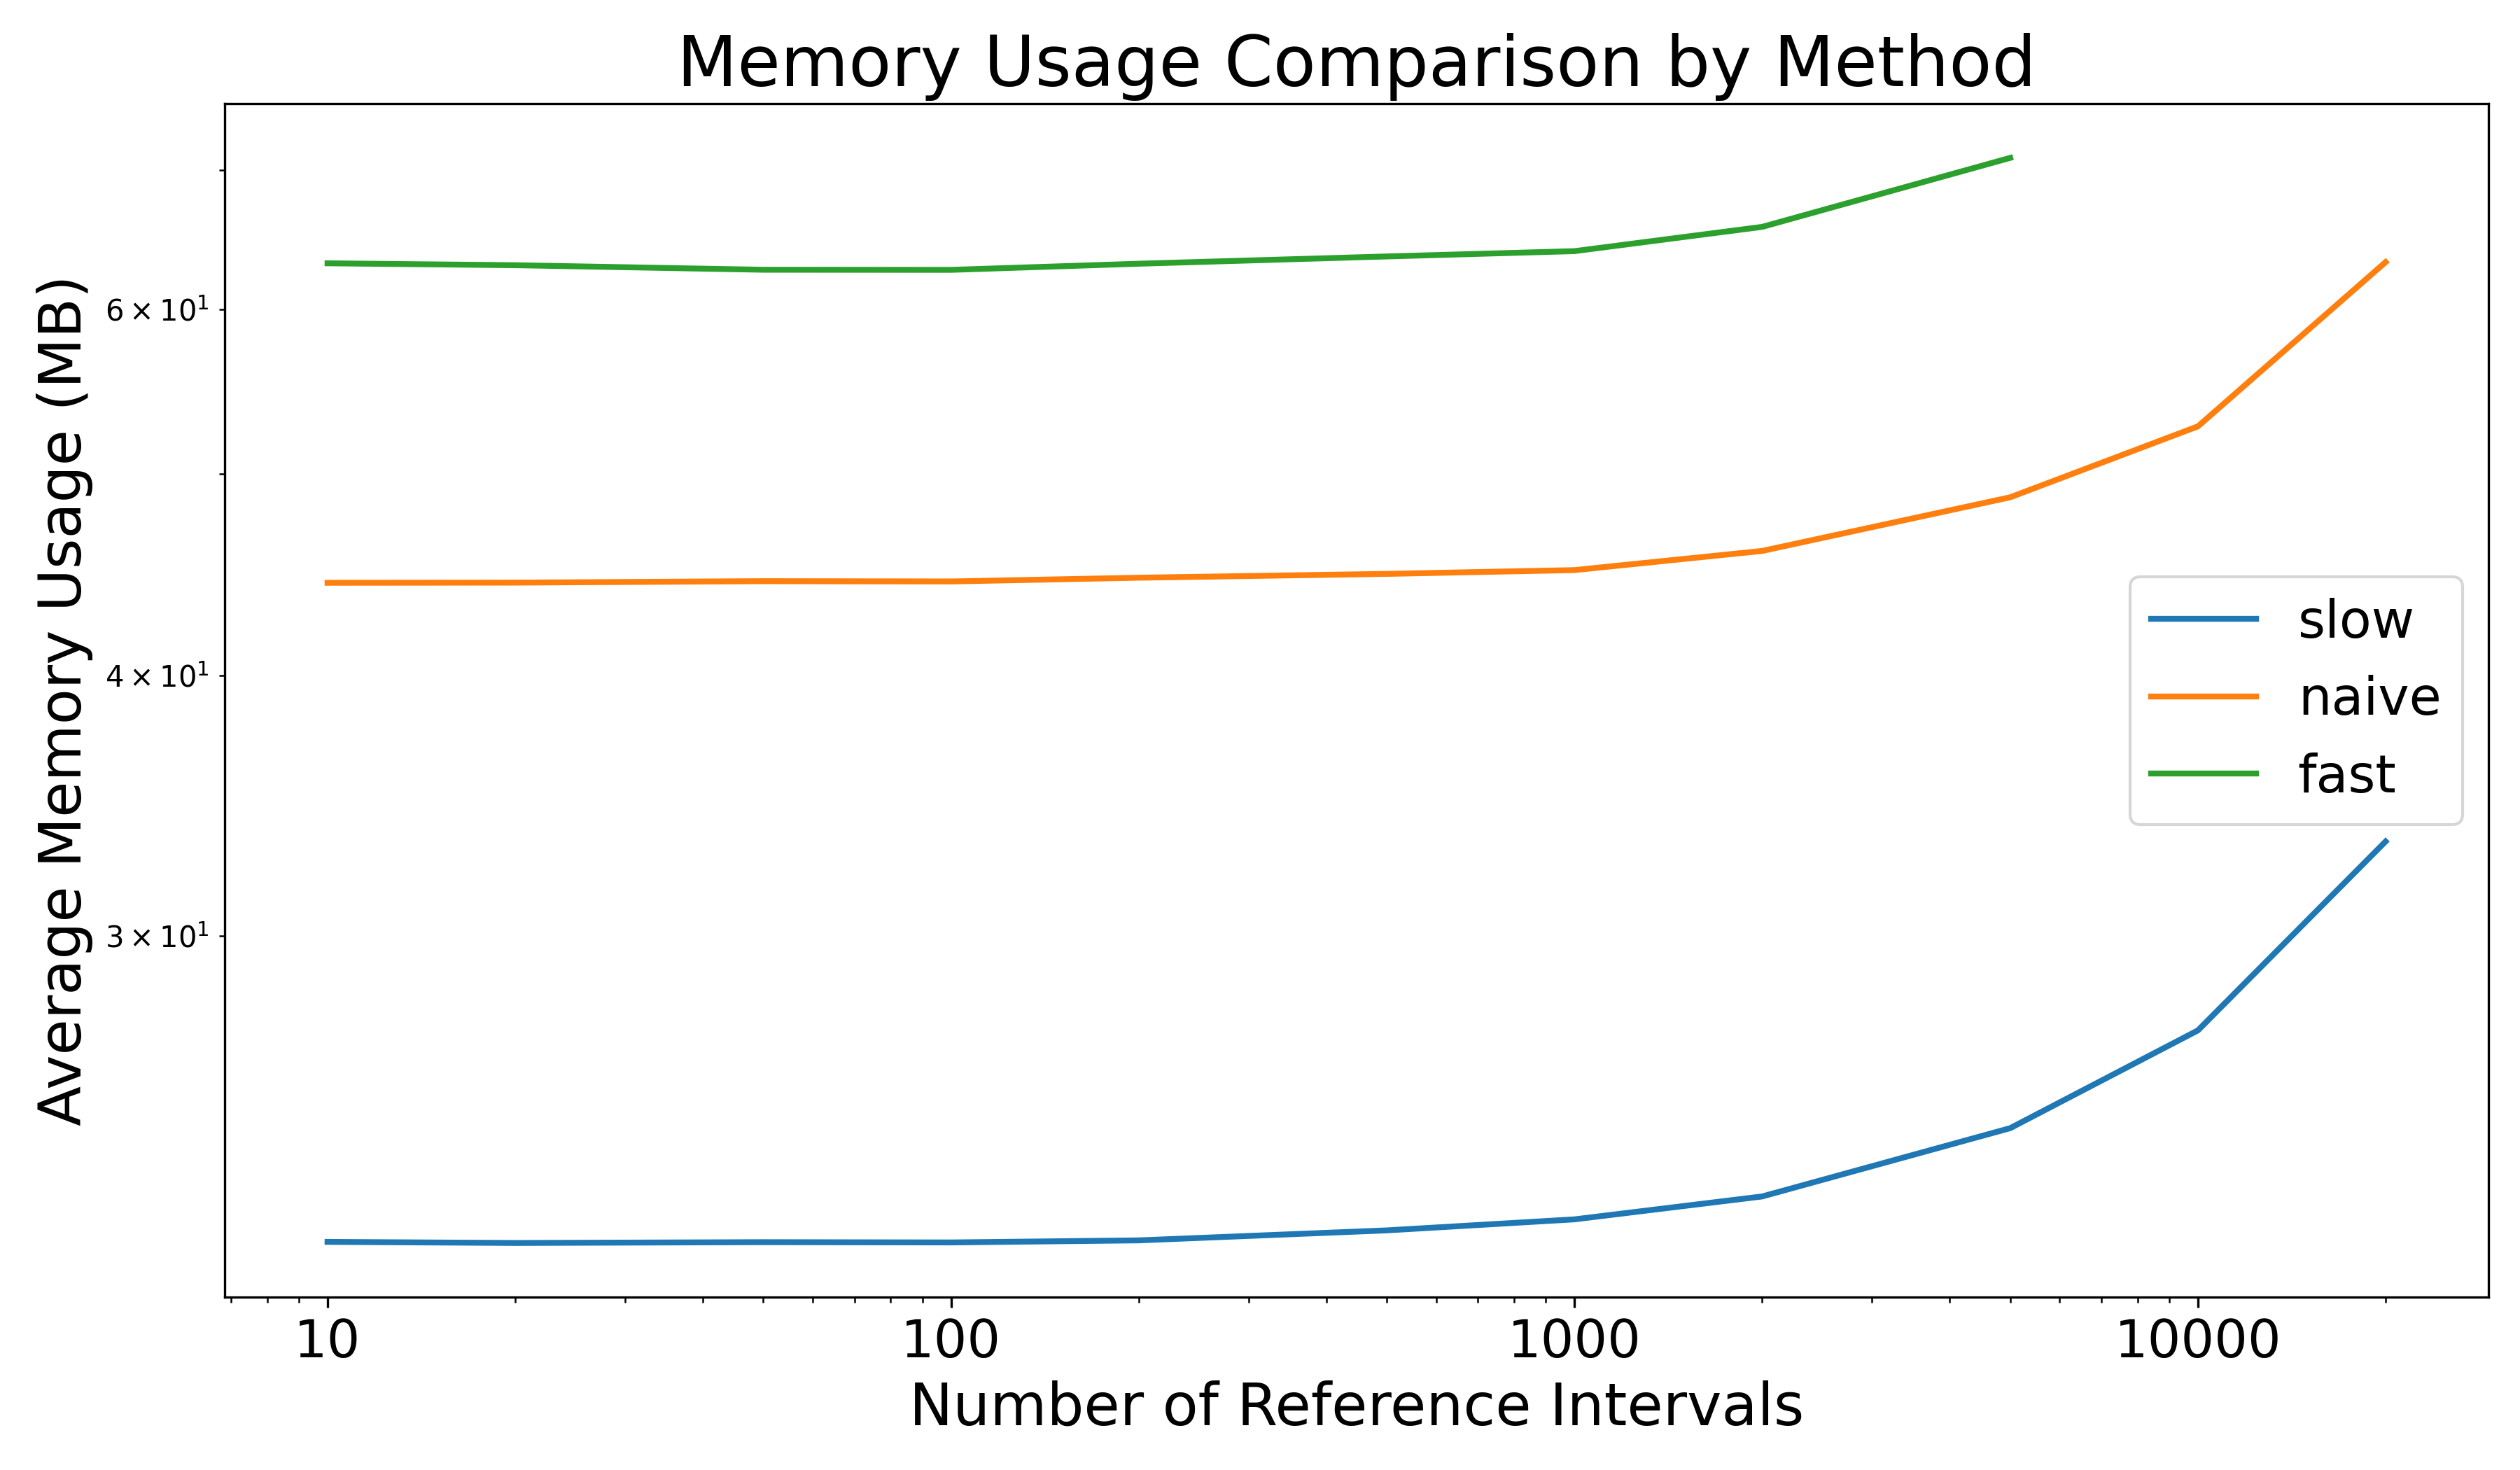 Memory Usage Comparison by Method
Average Memory Usage (MB)
6 × 10¹
4 × 10¹
3 × 10¹
slow
naive
fast
10
100
1000
10000
Number of Reference Intervals